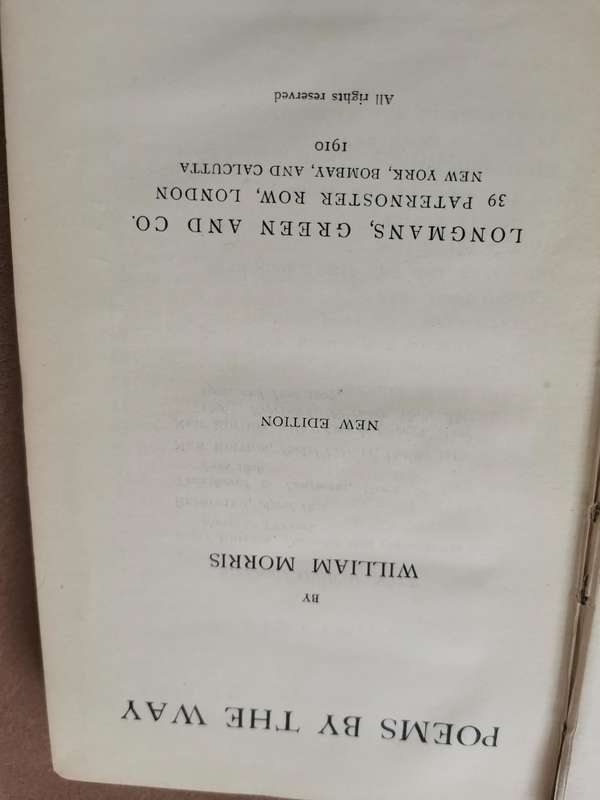 POEMS BY THE WAY
BY
WILLIAM MORRIS
NEW EDITION
LONGMANS, GREEN AND CO.
39 PATERNOSTER ROW, LONDON
NEW YORK, BOMBAY, AND CALCUTTA
1910
All rights reserved